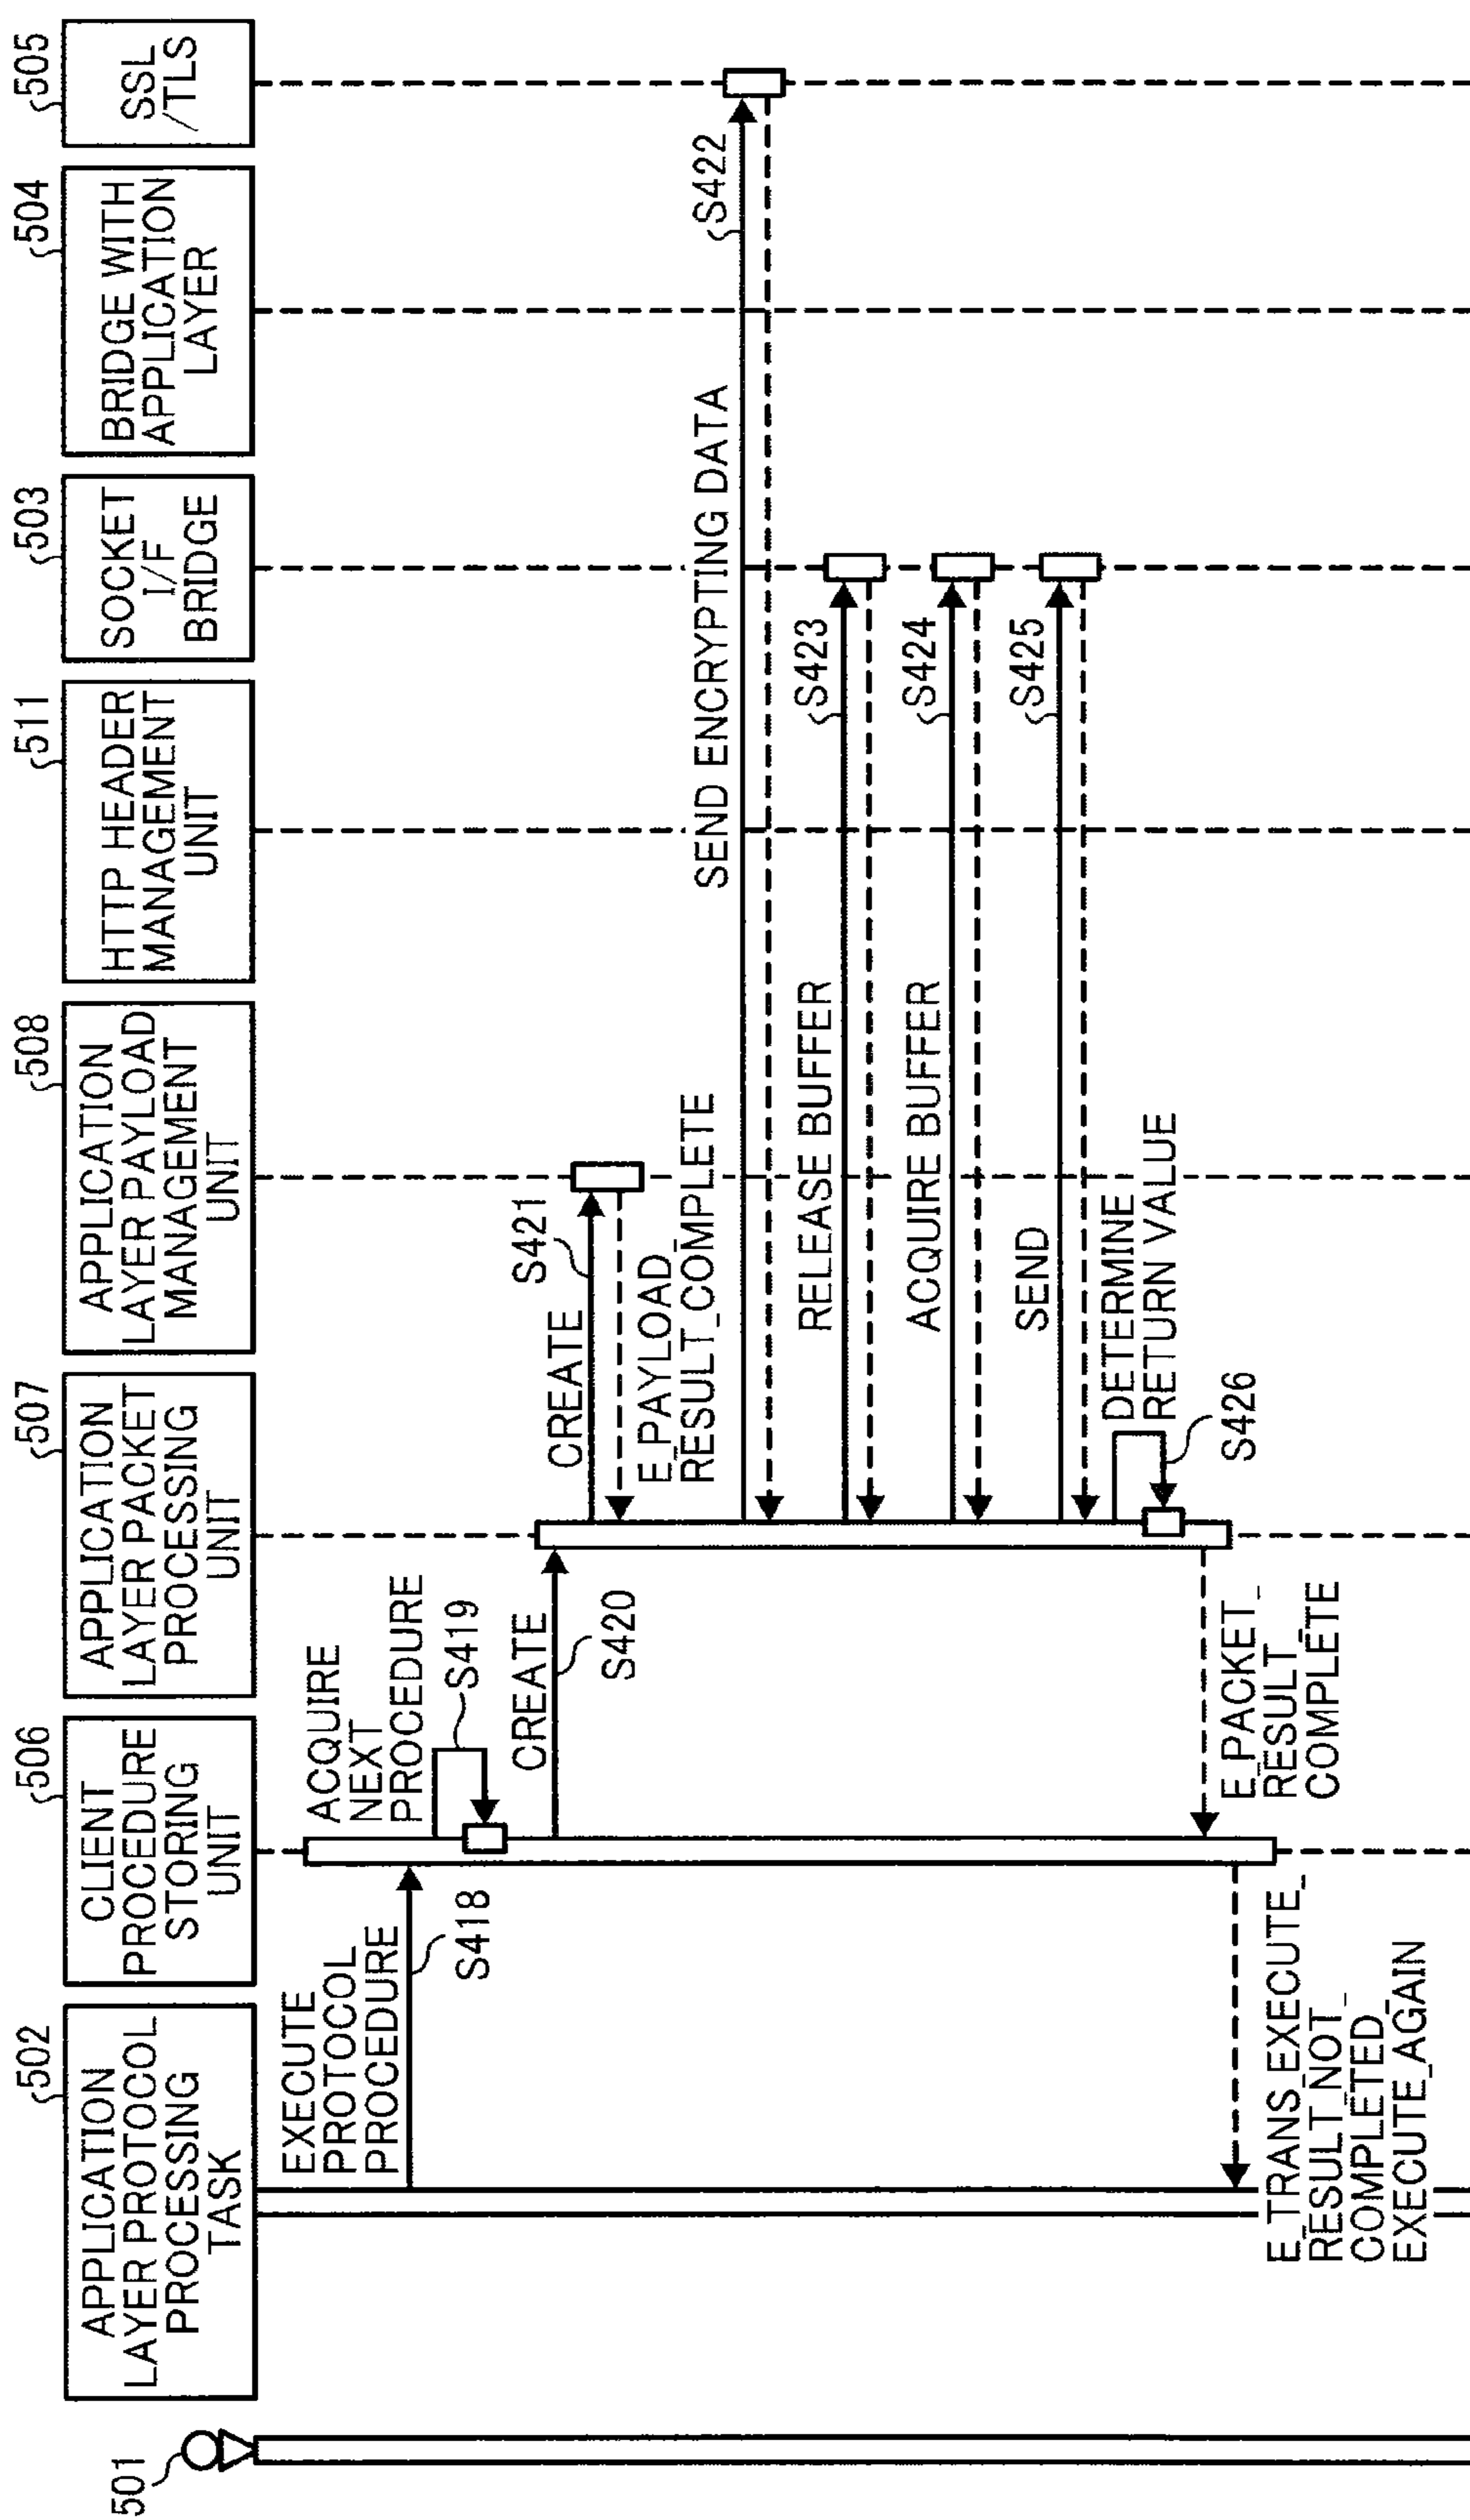 501
502
APPLICATION
LAYER PROTOCOL
PROCESSING
TASK
506
CLIENT
PROCEDURE
STORING
UNIT
507
APPLICATION
LAYER PACKET
PROCESSING
UNIT
508
APPLICATION
LAYER PAYLOAD
MANAGEMENT
UNIT
511
HTTP HEADER
MANAGEMENT
UNIT
503
SOCKET
I/F
BRIDGE
504
BRIDGE WITH
APPLICATION
LAYER
505
SSL
/TLS
EXECUTE
PROTOCOL
PROCEDURE
S418
ACQUIRE
NEXT
PROCEDURE
S419
CREATE
S420
CREATE
S421
E_PAYLOAD_
RESULT_COMPLETE
SEND ENCRYPTING DATA
S422
RELEASE BUFFER
S423
ACQUIRE BUFFER
S424
SEND
S425
DETERMINE
RETURN VALUE
S426
E_PACKET_
RESULT_
COMPLETE
E_TRANS_EXECUTE_
RESULT_NOT_
COMPLETED_
EXECUTE_AGAIN